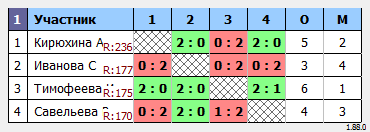 1 Участник 1 2 3 4 О М
1 Кирюхина А R:236 2:0 0:2 2:0 5 2
2 Иванова С R:177 0:2 0:2 0:2 3 4
3 Тимофеева R:175 2:0 2:0 2:1 6 1
4 Савельева R:170 0:2 2:0 1:2 4 3
1.88.0